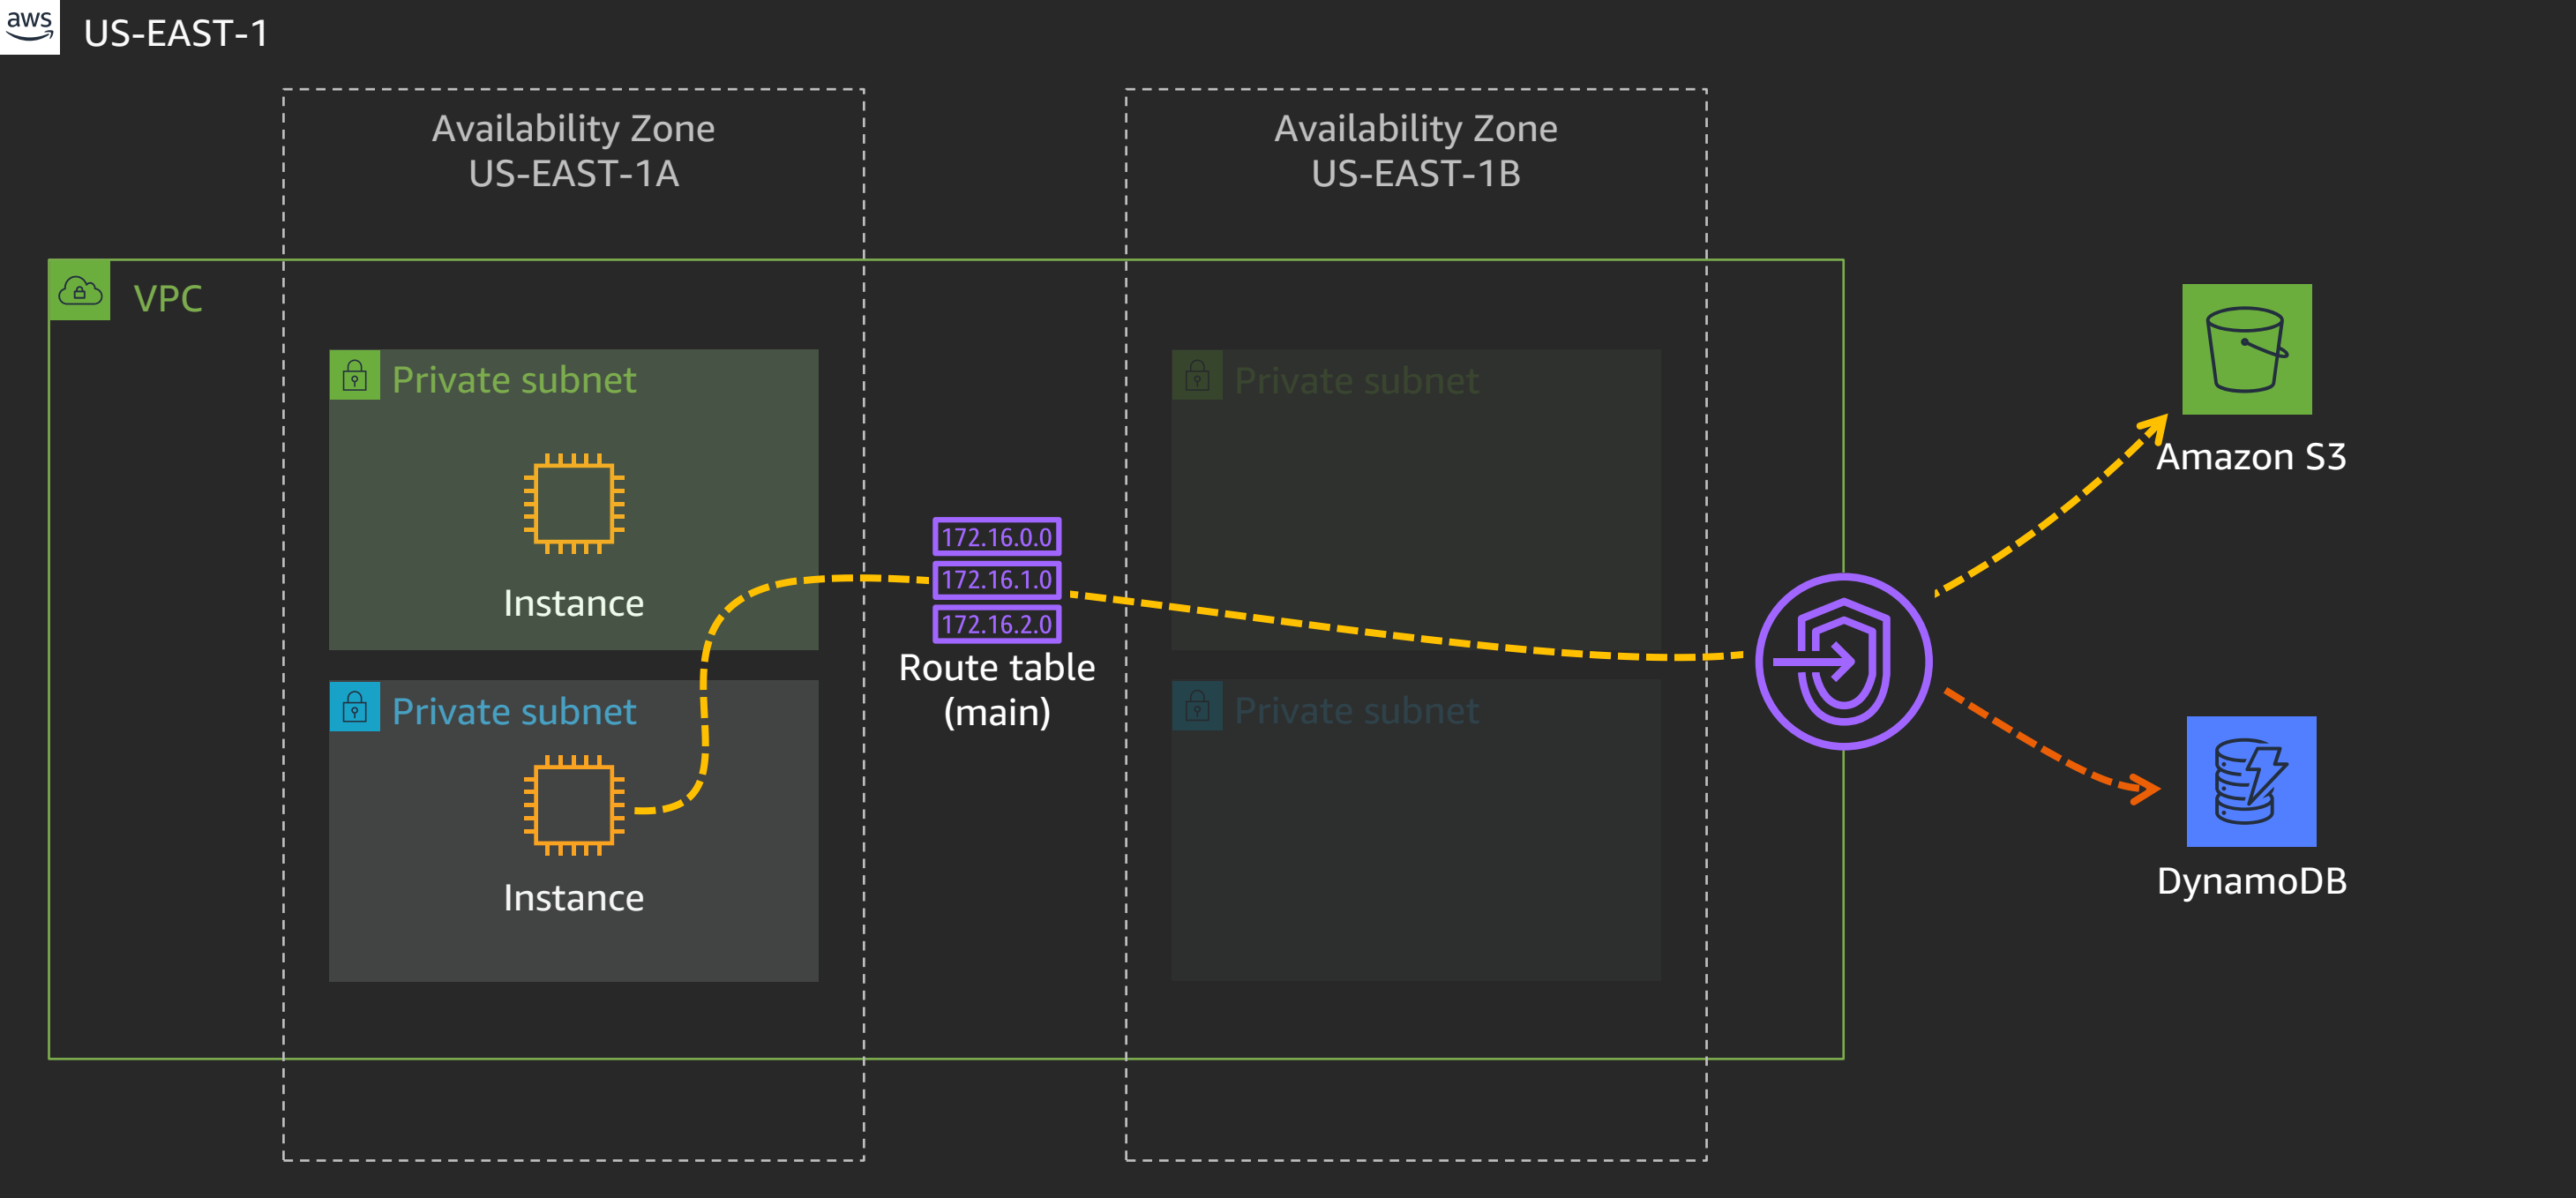 aws
US-EAST-1
Availability Zone
US-EAST-1A
Availability Zone
US-EAST-1B
VPC
Private subnet
Instance
Private subnet
Instance
172.16.0.0
172.16.1.0
172.16.2.0
Route table
(main)
Private subnet
Private subnet
Amazon S3
DynamoDB